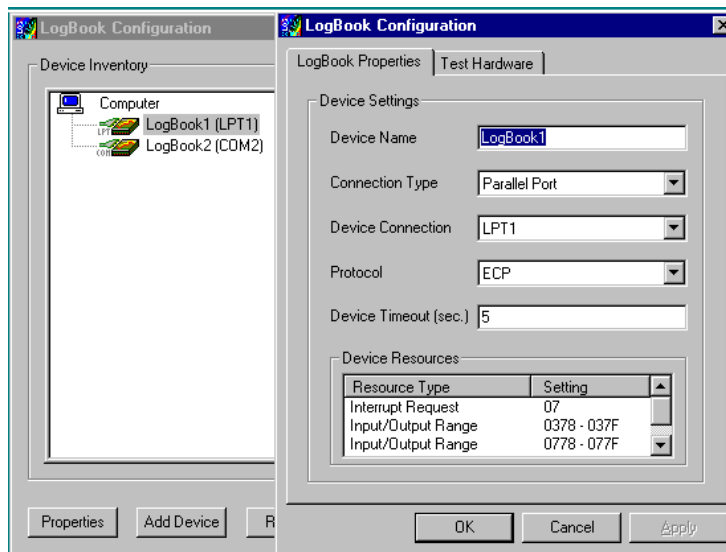 LogBook Configuration
Device Inventory
Computer
LPT
LogBook1 (LPT1)
COM
LogBook2 (COM2)
Properties
Add Device
R
LogBook Configuration
LogBook Properties
Test Hardware
Device Settings
Device Name
LogBook1
Connection Type
Parallel Port
Device Connection
LPT1
Protocol
ECP
Device Timeout (sec.)
5
Device Resources
Resource Type Setting
Interrupt Request 07
Input/Output Range 0378 - 037F
Input/Output Range 0778 - 077F
OK
Cancel
Apply